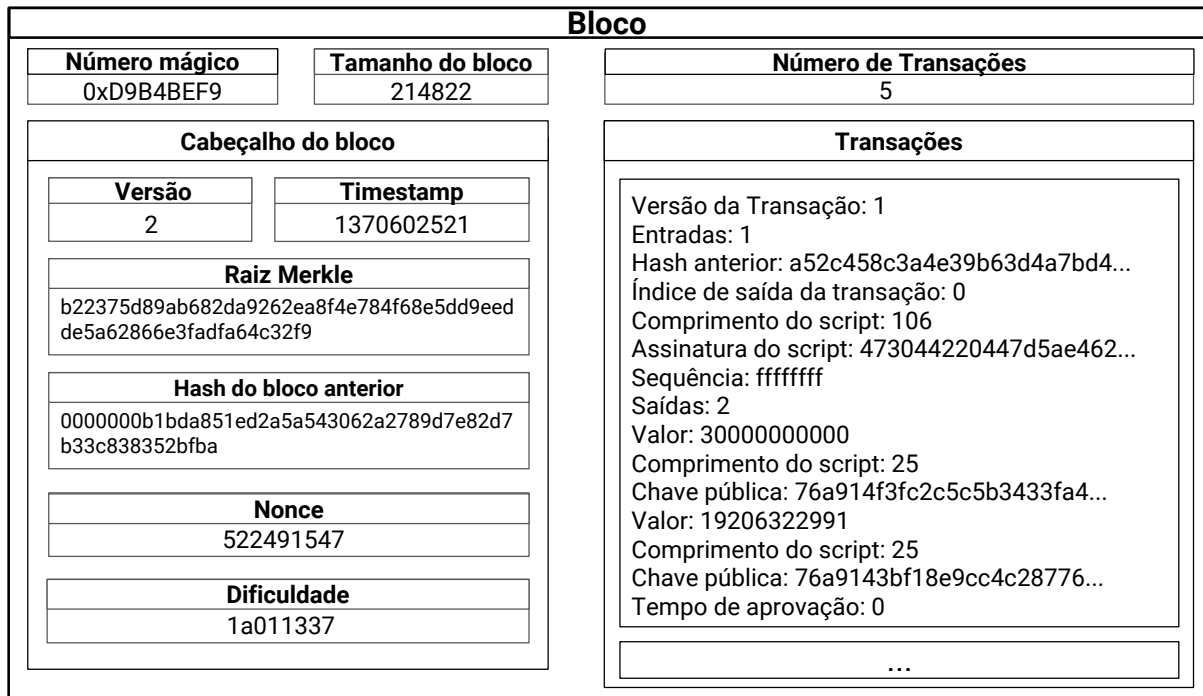 Bloco
Número mágico
0xD9B4BEF9
Tamanho do bloco
214822
Cabeçalho do bloco
Versão
2
Timestamp
1370602521
Raiz Merkle
b22375d89ab682da9262ea8f4e784f68e5dd9eed
de5a62866e3fadfa64c32f9
Hash do bloco anterior
0000000b1bda851ed2a5a543062a2789d7e82d7
b33c838352bfba
Nonce
522491547
Dificuldade
1a011337
Número de Transações
5
Transações
Versão da Transação: 1
Entradas: 1
Hash anterior: a52c458c3a4e39b63d4a7bd4...
Índice de saída da transação: 0
Comprimento do script: 106
Assinatura do script: 473044220447d5ae462...
Sequência: ffffffff
Saídas: 2
Valor: 30000000000
Comprimento do script: 25
Chave pública: 76a914f3fc2c5c5b3433fa4...
Valor: 19206322991
Comprimento do script: 25
Chave pública: 76a9143bf18e9cc4c28776...
Tempo de aprovação: 0
...